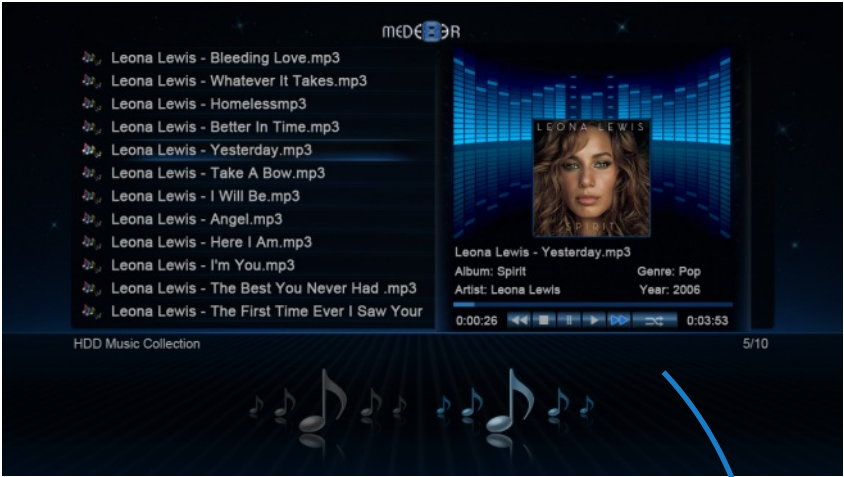 MEDE8ER
Leona Lewis - Bleeding Love.mp3
Leona Lewis - Whatever It Takes.mp3
Leona Lewis - Homelessmp3
Leona Lewis - Better In Time.mp3
Leona Lewis - Yesterday.mp3
Leona Lewis - Take A Bow.mp3
Leona Lewis - I Will Be.mp3
Leona Lewis - Angel.mp3
Leona Lewis - Here I Am.mp3
Leona Lewis - I'm You.mp3
Leona Lewis - The Best You Never Had .mp3
Leona Lewis - The First Time Ever I Saw Your
LEONA LEWIS
SPIRIT
Leona Lewis - Yesterday.mp3
Album: Spirit Genre: Pop
Artist: Leona Lewis Year: 2006
0:00:26 0:03:53
HDD Music Collection 5/10